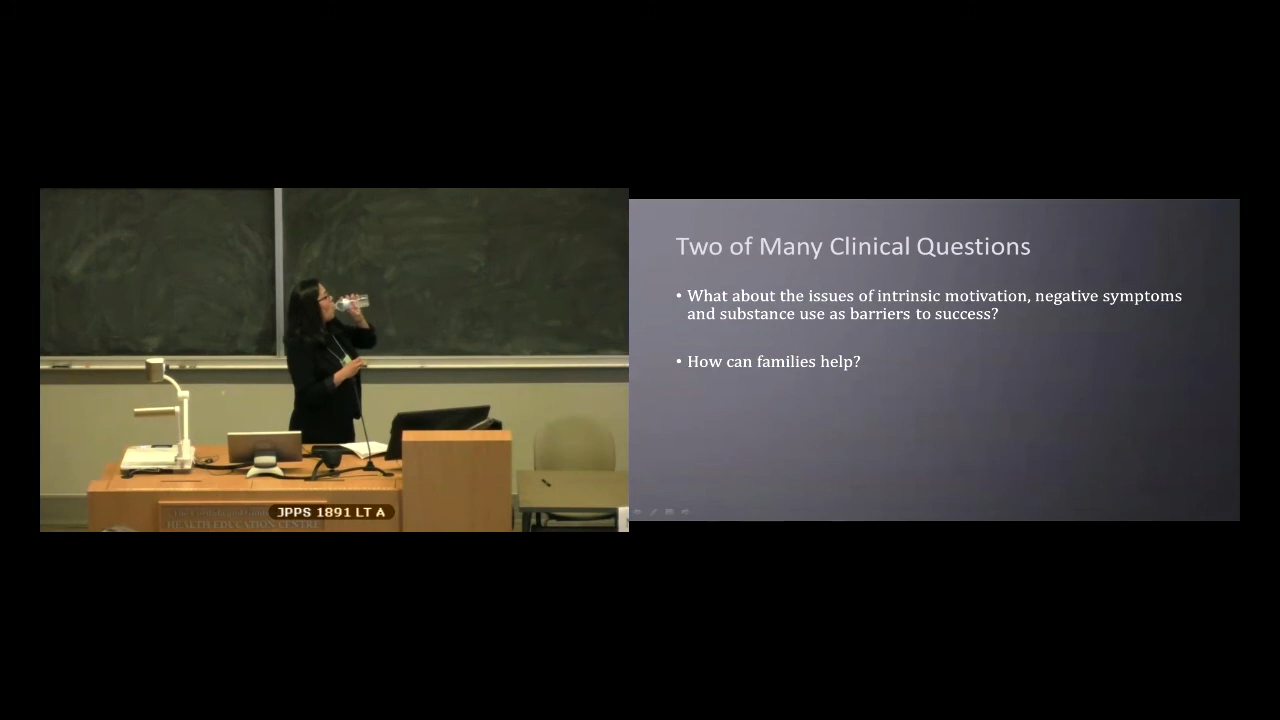 Two of Many Clinical Questions
• What about the issues of intrinsic motivation, negative symptoms
and substance use as barriers to success?
• How can families help?
JPPS 1891 LT A
HEALTH EDUCATION CENTRE